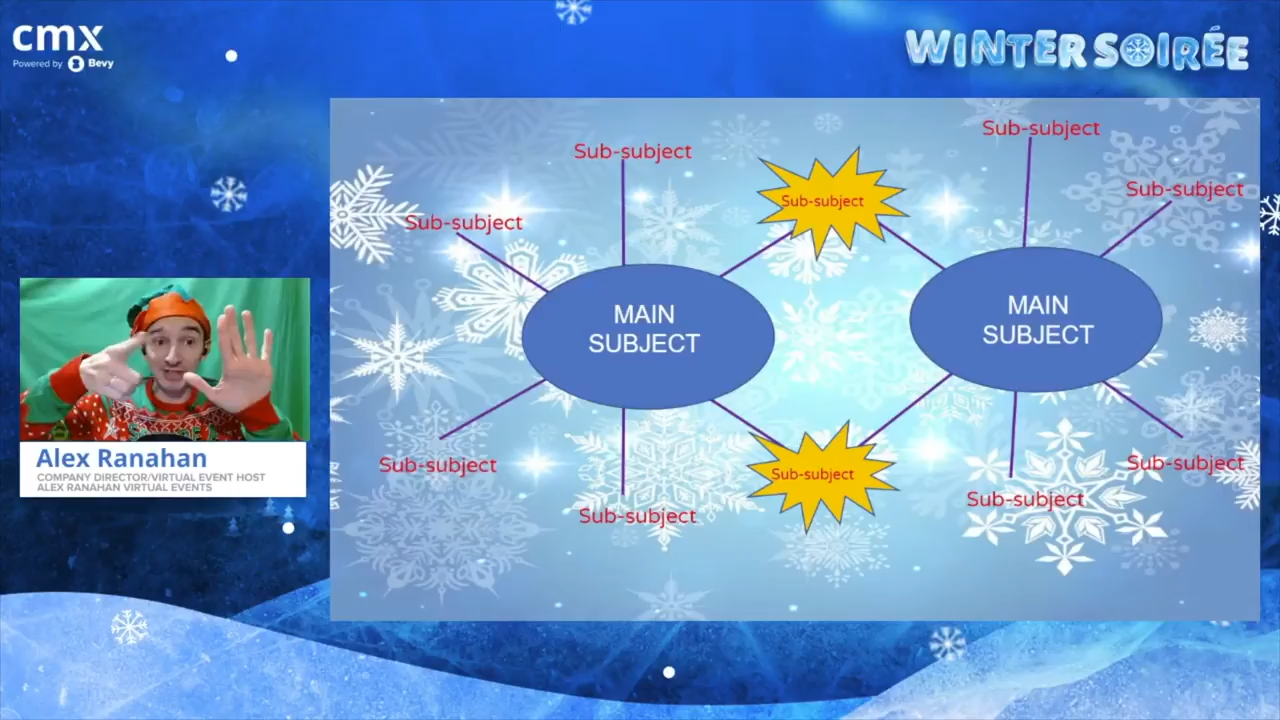 cmx
Powered by Bevy
WINTER SOIRÉE
Sub-subject
Sub-subject
Sub-subject
Sub-subject
Sub-subject
MAIN
SUBJECT
MAIN
SUBJECT
Sub-subject
Sub-subject
Sub-subject
Sub-subject
Sub-subject
Alex Ranahan
COMPANY DIRECTOR/VIRTUAL EVENT HOST
ALEX RANAHAN VIRTUAL EVENTS